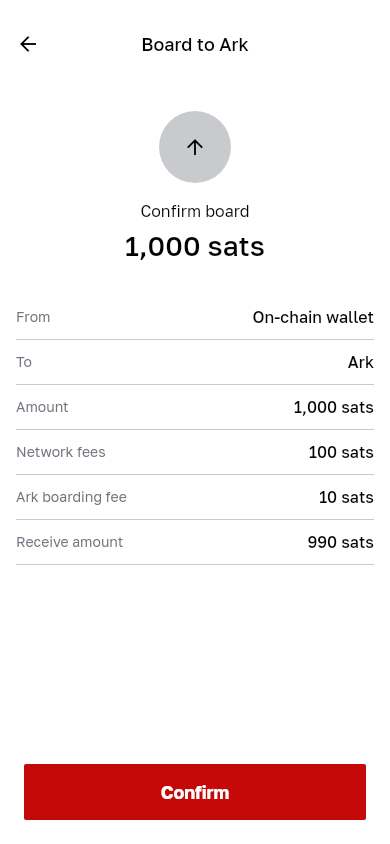 Board to Ark
Confirm board
1,000 sats
From On-chain wallet
To Ark
Amount 1,000 sats
Network fees 100 sats
Ark boarding fee 10 sats
Receive amount 990 sats
Confirm